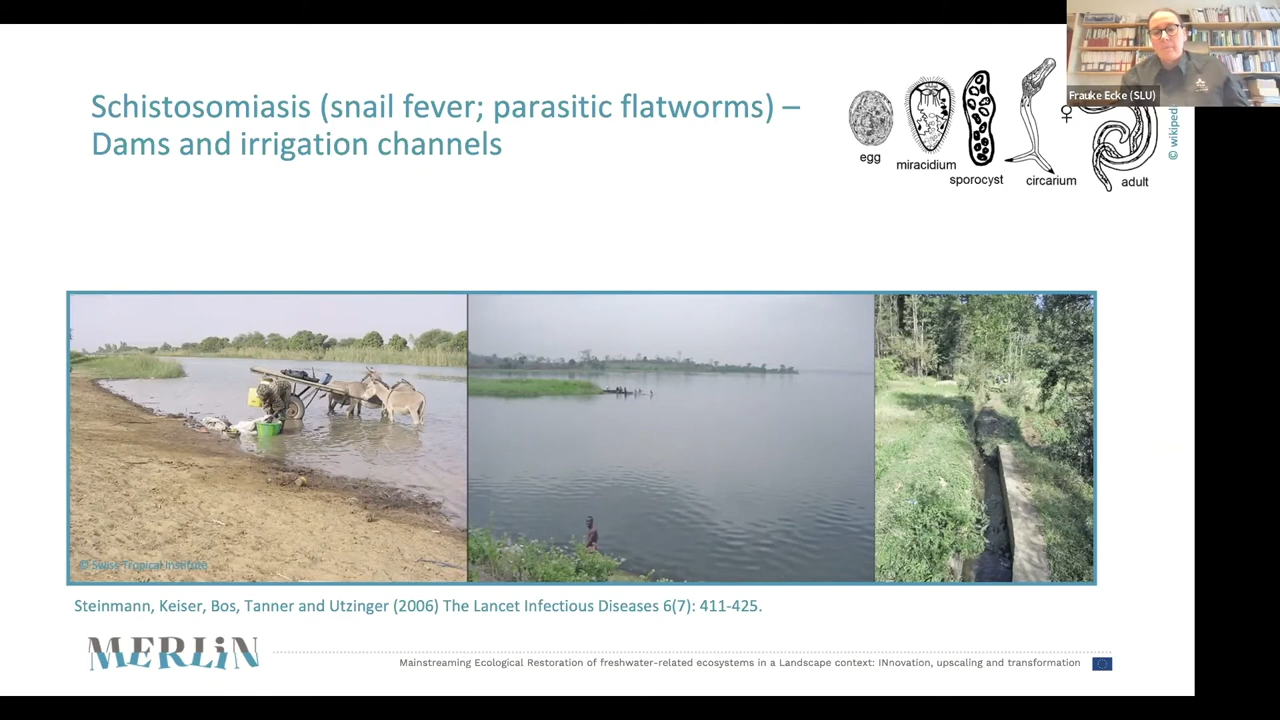 Frauke Ecke (SLU)
Schistosomiasis (snail fever; parasitic flatworms) –
Dams and irrigation channels
egg
miracidium
sporocyst
circarium
♀
adult
© Swiss Tropical Institute
Steinmann, Keiser, Bos, Tanner and Utzinger (2006) The Lancet Infectious Diseases 6(7): 411-425.
MERLiN
Mainstreaming Ecological Restoration of freshwater-related ecosystems in a Landscape context: INnovation, upscaling and transformation